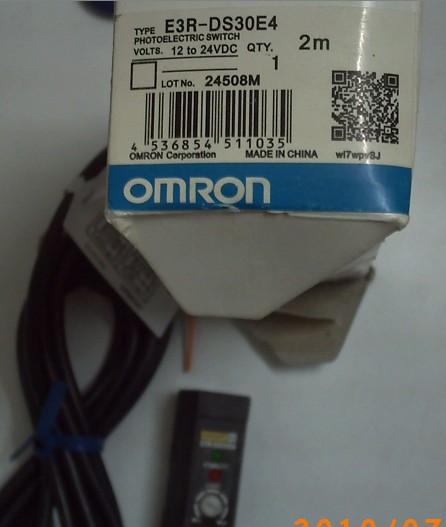 TYPE E3R-DS30E4
PHOTOELECTRIC SWITCH
VOLTS. 12 to 24VDC QTY. 2m
1
LOT No. 24508M
4 536854 511035
OMRON Corporation MADE IN CHINA wi7wpv8J
OMRON